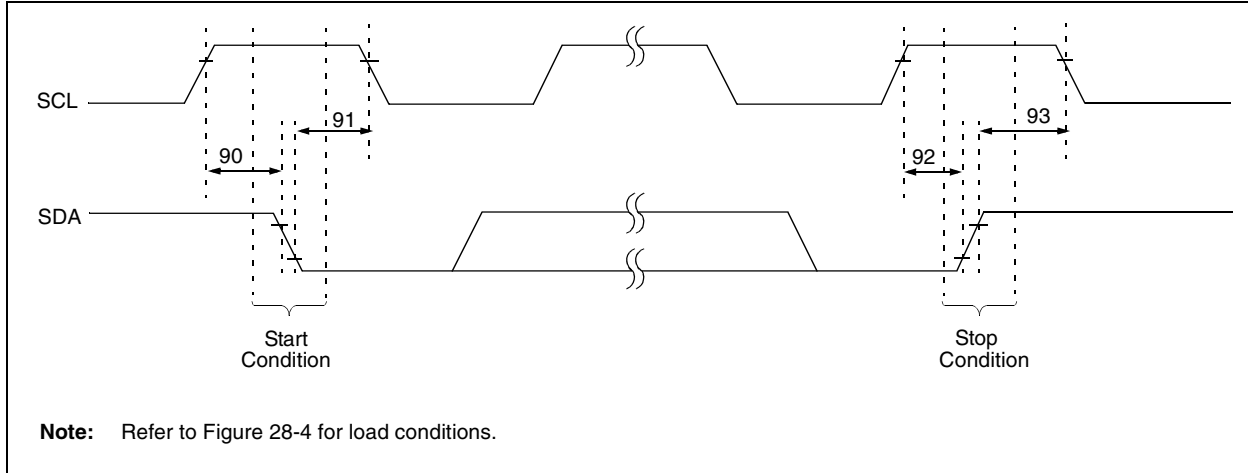 SCL
91
93
90
92
SDA
Start
Condition
Stop
Condition
Note: Refer to Figure 28-4 for load conditions.